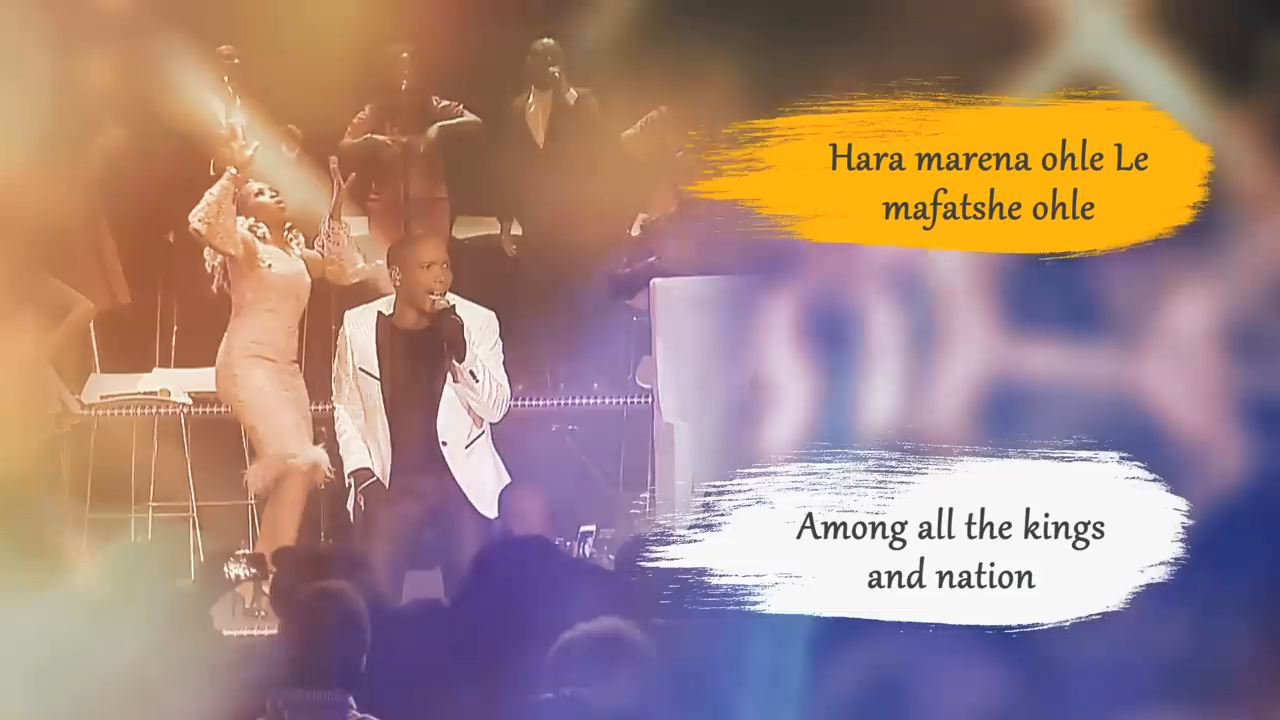 Hara marena ohle Le
mafatshe ohle
Among all the kings
and nation